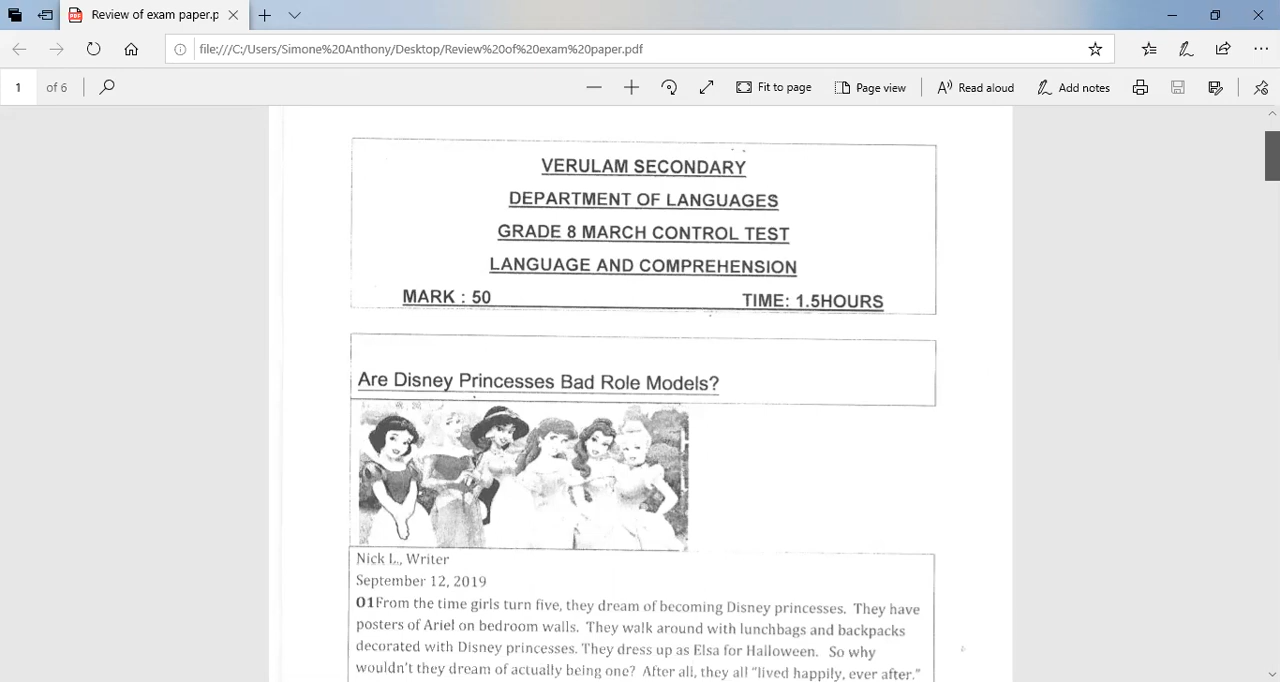 Review of exam paper.p
file:///C:/Users/Simone%20Anthony/Desktop/Review%20of%20exam%20paper.pdf
1 of 6 Fit to page Page view Read aloud Add notes
VERULAM SECONDARY
DEPARTMENT OF LANGUAGES
GRADE 8 MARCH CONTROL TEST
LANGUAGE AND COMPREHENSION
MARK : 50 TIME: 1.5HOURS
Are Disney Princesses Bad Role Models?
Nick L., Writer
September 12, 2019
01From the time girls turn five, they dream of becoming Disney princesses. They have
posters of Ariel on bedroom walls. They walk around with lunchbags and backpacks
decorated with Disney princesses. They dress up as Elsa for Halloween. So why
wouldn't they dream of actually being one? After all, they all "lived happily, ever after."